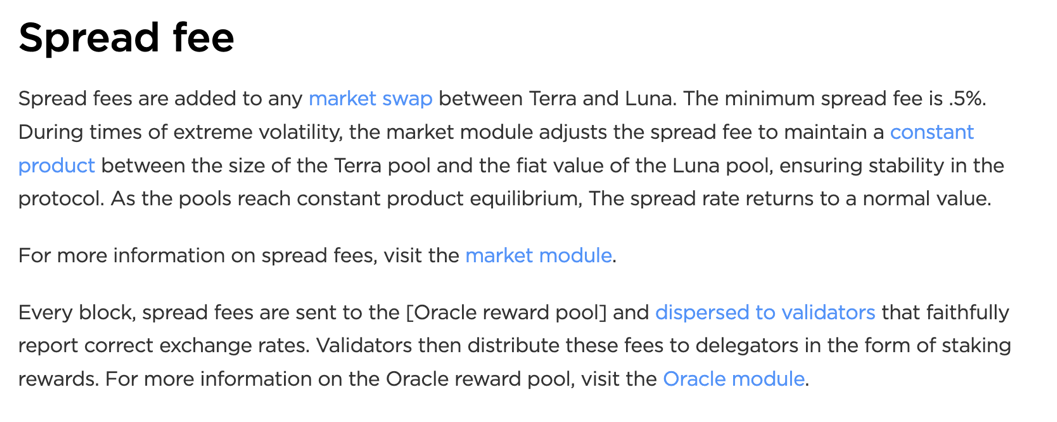 Spread fee
Spread fees are added to any market swap between Terra and Luna. The minimum spread fee is .5%.
During times of extreme volatility, the market module adjusts the spread fee to maintain a constant
product between the size of the Terra pool and the fiat value of the Luna pool, ensuring stability in the
protocol. As the pools reach constant product equilibrium, The spread rate returns to a normal value.
For more information on spread fees, visit the market module.
Every block, spread fees are sent to the [Oracle reward pool] and dispersed to validators that faithfully
report correct exchange rates. Validators then distribute these fees to delegators in the form of staking
rewards. For more information on the Oracle reward pool, visit the Oracle module.